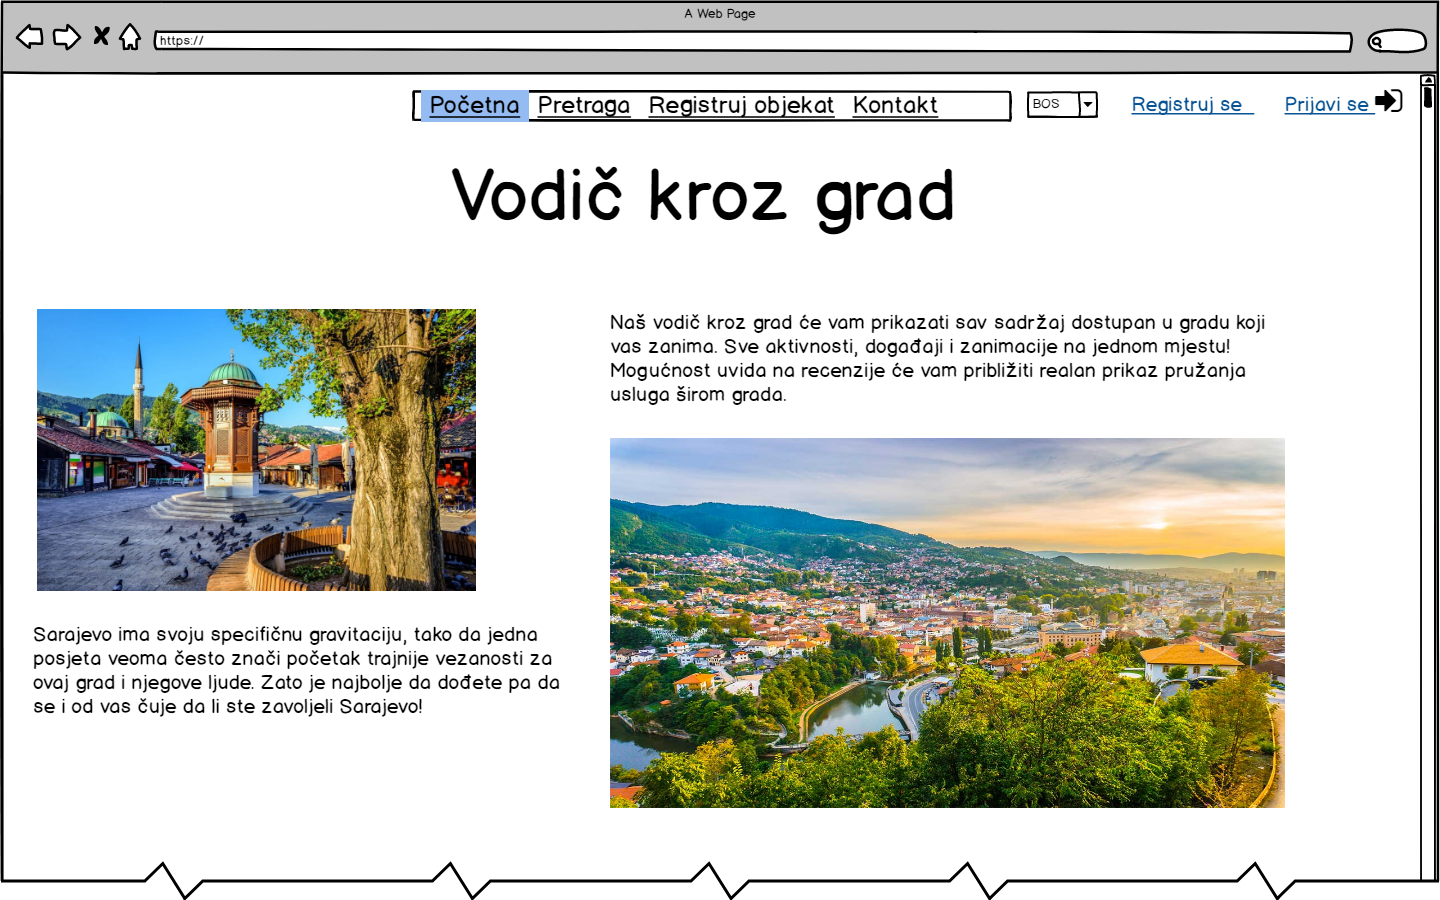 A Web Page
https://
Početna Pretraga Registruj objekat Kontakt BOS Registruj se Prijavi se
Vodič kroz grad
Naš vodič kroz grad će vam prikazati sav sadržaj dostupan u gradu koji
vas zanima. Sve aktivnosti, događaji i zanimacije na jednom mjestu!
Mogućnost uvida na recenzije će vam približiti realan prikaz pružanja
usluga širom grada.
Sarajevo ima svoju specifičnu gravitaciju, tako da jedna
posjeta veoma često znači početak trajnije vezanosti za
ovaj grad i njegove ljude. Zato je najbolje da dođete pa da
se i od vas čuje da li ste zavoljeli Sarajevo!